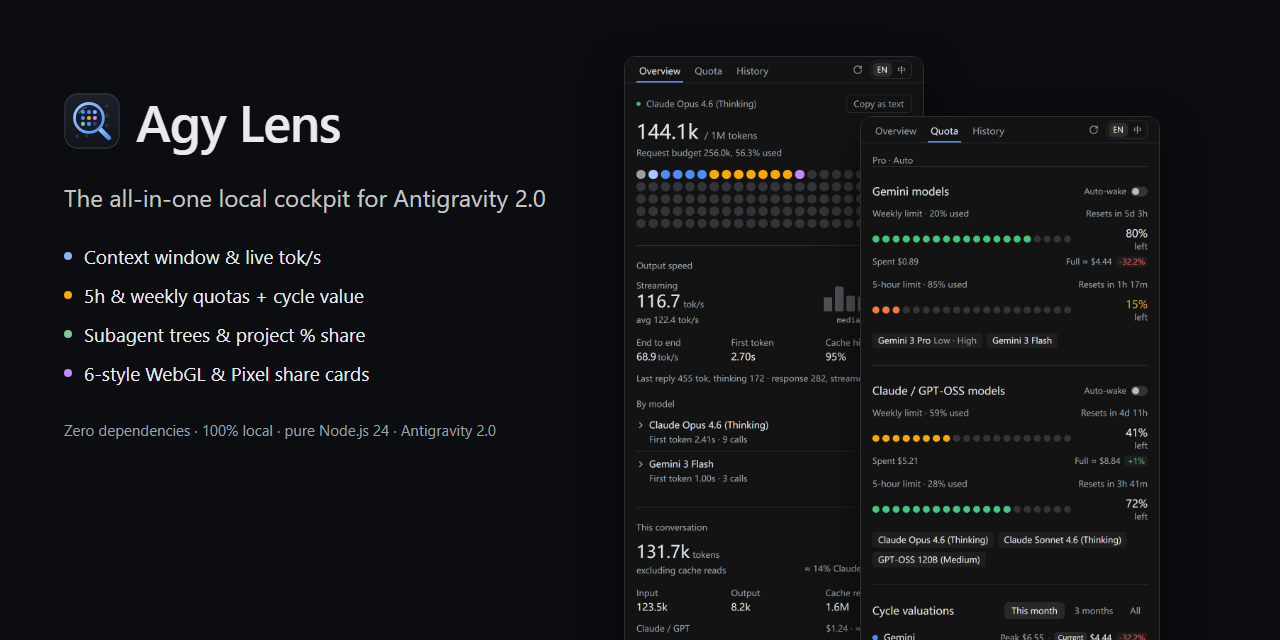 Agy Lens
The all-in-one local cockpit for Antigravity 2.0
Context window & live tok/s
5h & weekly quotas + cycle value
Subagent trees & project % share
6-style WebGL & Pixel share cards
Zero dependencies · 100% local · pure Node.js 24 · Antigravity 2.0
Overview Quota History EN 中
Claude Opus 4.6 (Thinking) Copy as text
144.1k / 1M tokens
Request budget 256.0k, 56.3% used
Output speed
Streaming
116.7 tok/s
avg 122.4 tok/s
End to end First token
68.9 tok/s 2.70s 95%
Last reply 455 tok, thinking 172 · response 282,
By model
Claude Opus 4.6 (Thinking)
First token 2.41s · 9 calls
Gemini 3 Flash
First token 1.00s · 3 calls
This conversation
131.7k tokens
excluding cache reads ≈ 14% Claude
Input Output Cache
123.5k 8.2k 1.6M
Claude / GPT $1.24
Overview Quota History EN 中
Pro · Auto
Gemini models Auto-wake
Weekly limit · 20% used Resets in 5d 3h
80%
left
Spent $0.89 Full ≈ $4.44 -32.2%
5-hour limit · 85% used Resets in 1h 17m
15%
left
Gemini 3 Pro Low · High Gemini 3 Flash
Claude / GPT-OSS models Auto-wake
Weekly limit · 59% used Resets in 4d 11h
41%
left
Spent $5.21 Full ≈ $8.84 +1%
5-hour limit · 28% used Resets in 3h 41m
72%
left
Claude Opus 4.6 (Thinking) Claude Sonnet 4.6 (Thinking)
GPT-OSS 120B (Medium)
Cycle valuations This month 3 months All
Gemini Peak $6.55 Current $4.44 -32.2%